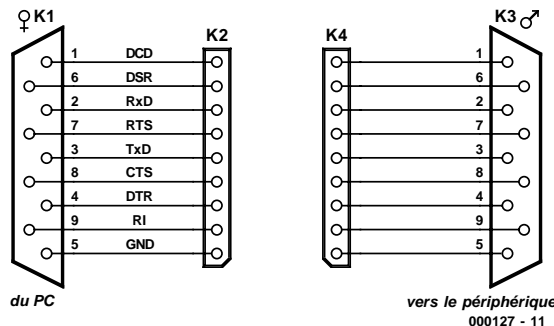 ♀ K1
K2
K4
K3 ♂
1 DCD
6 DSR
2 RxD
7 RTS
3 TxD
8 CTS
4 DTR
9 RI
5 GND
1
6
2
7
3
8
4
9
5
du PC
vers le périphérique
000127 - 11